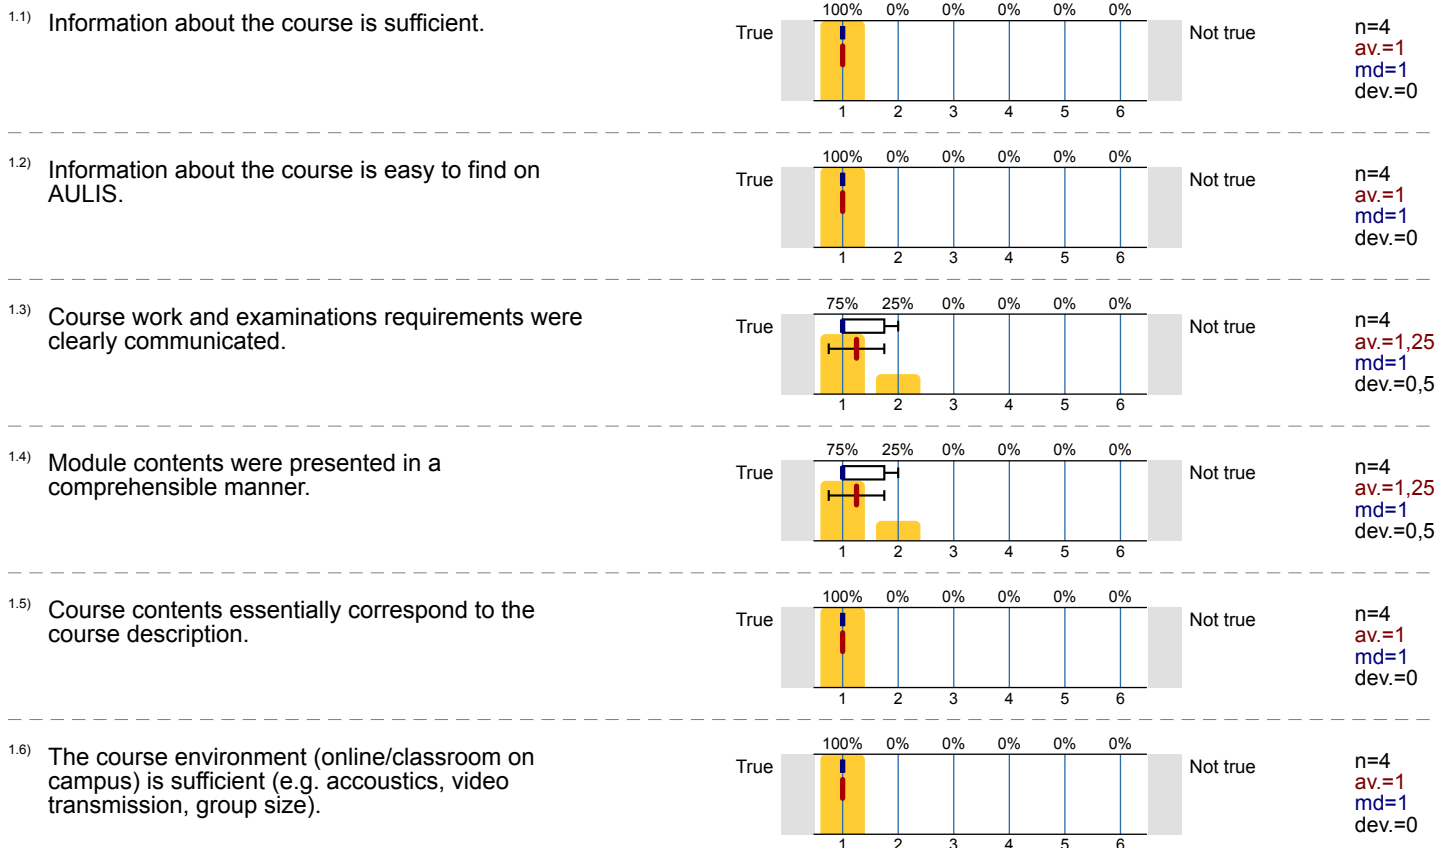 1.1) Information about the course is sufficient.
100% 0% 0% 0% 0% 0%
True
Not true
1 2 3 4 5 6
n=4
av.=1
md=1
dev.=0
1.2) Information about the course is easy to find on
AULIS.
100% 0% 0% 0% 0% 0%
True
Not true
1 2 3 4 5 6
n=4
av.=1
md=1
dev.=0
1.3) Course work and examinations requirements were
clearly communicated.
75% 25% 0% 0% 0% 0%
True
Not true
1 2 3 4 5 6
n=4
av.=1,25
md=1
dev.=0,5
1.4) Module contents were presented in a
comprehensible manner.
75% 25% 0% 0% 0% 0%
True
Not true
1 2 3 4 5 6
n=4
av.=1,25
md=1
dev.=0,5
1.5) Course contents essentially correspond to the
course description.
100% 0% 0% 0% 0% 0%
True
Not true
1 2 3 4 5 6
n=4
av.=1
md=1
dev.=0
1.6) The course environment (online/classroom on
campus) is sufficient (e.g. accoustics, video
transmission, group size).
100% 0% 0% 0% 0% 0%
True
Not true
1 2 3 4 5 6
n=4
av.=1
md=1
dev.=0